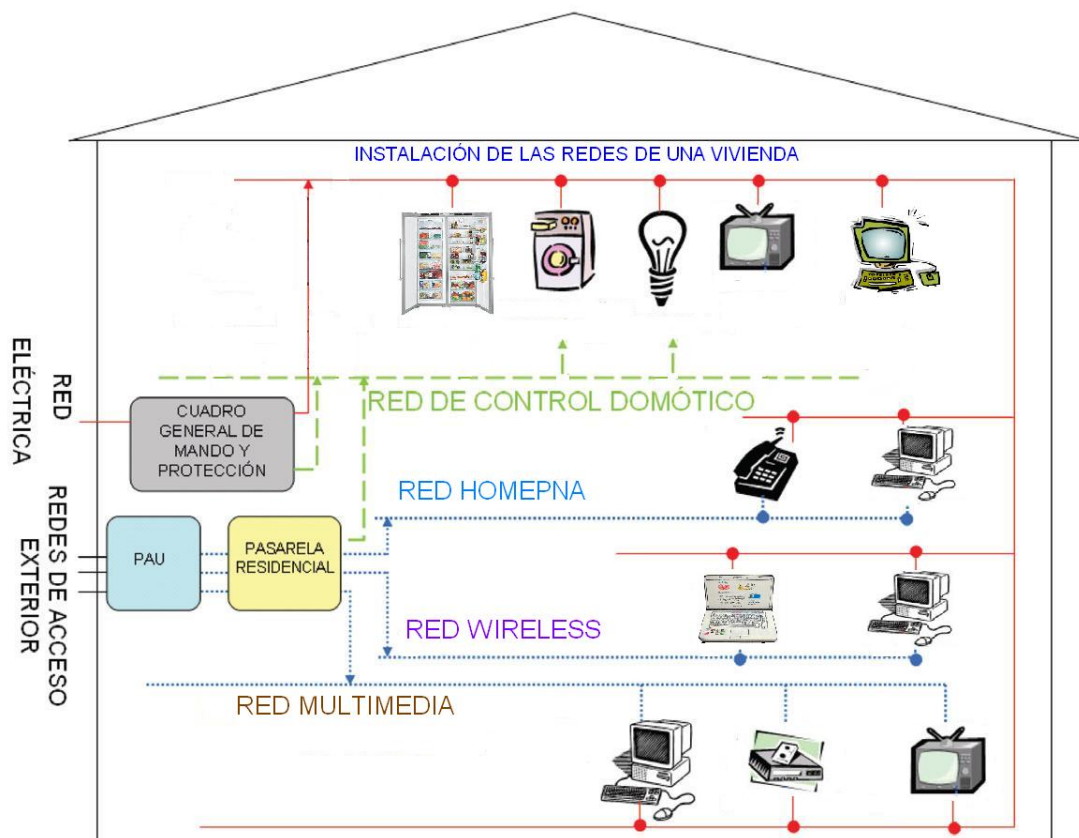 INSTALACIÓN DE LAS REDES DE UNA VIVIENDA
RED
ELÉCTRICA
CUADRO
GENERAL DE
MANDO Y
PROTECCIÓN
RED DE CONTROL DOMÓTICO
RED HOMEPNA
REDES DE ACCESO
EXTERIOR
PAU
PASARELA
RESIDENCIAL
RED WIRELESS
RED MULTIMEDIA